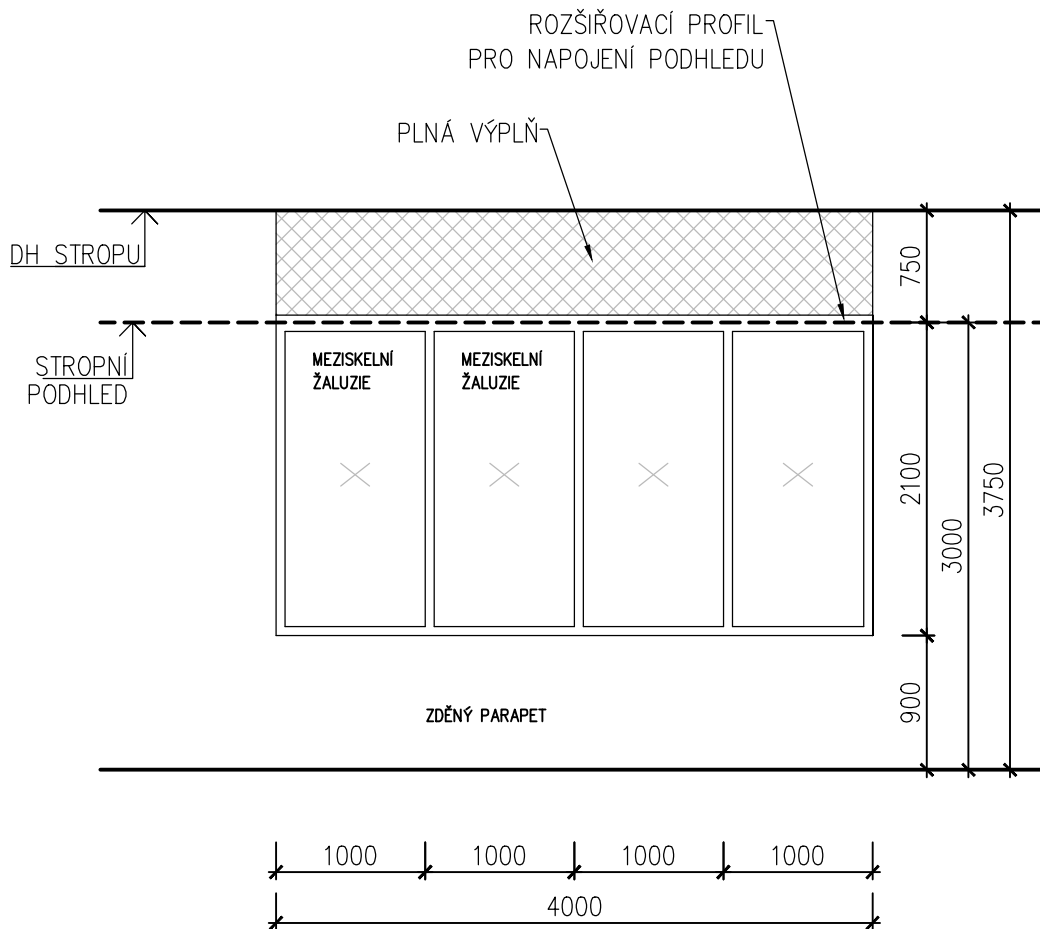 ROZŠIŘOVACÍ PROFIL
PRO NAPOJENÍ PODHLEDU
PLNÁ VÝPLŇ
DH STROPU
750
STROPNÍ
PODHLED
MEZISKELNÍ
ŽALUZIE
MEZISKELNÍ
ŽALUZIE
2100
3000
3750
900
ZDĚNÝ PARAPET
1000
1000
1000
1000
4000